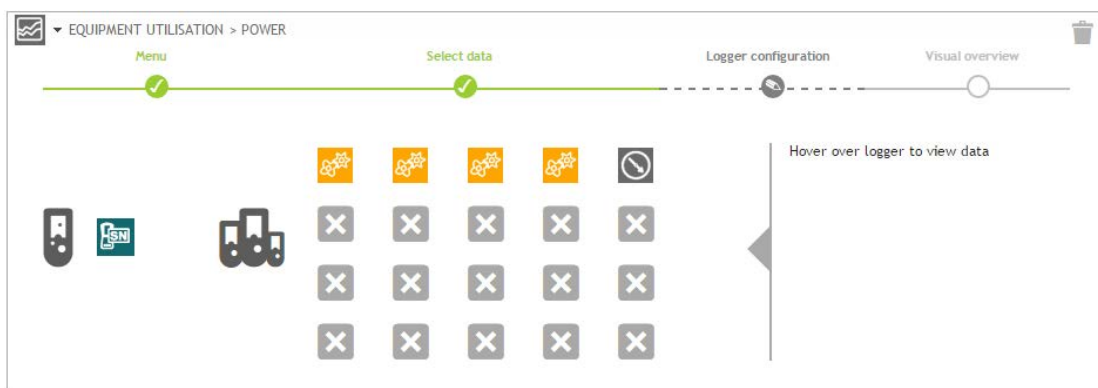 EQUIPMENT UTILISATION > POWER
Menu
Select data
Logger configuration
Visual overview
Hover over logger to view data
SN